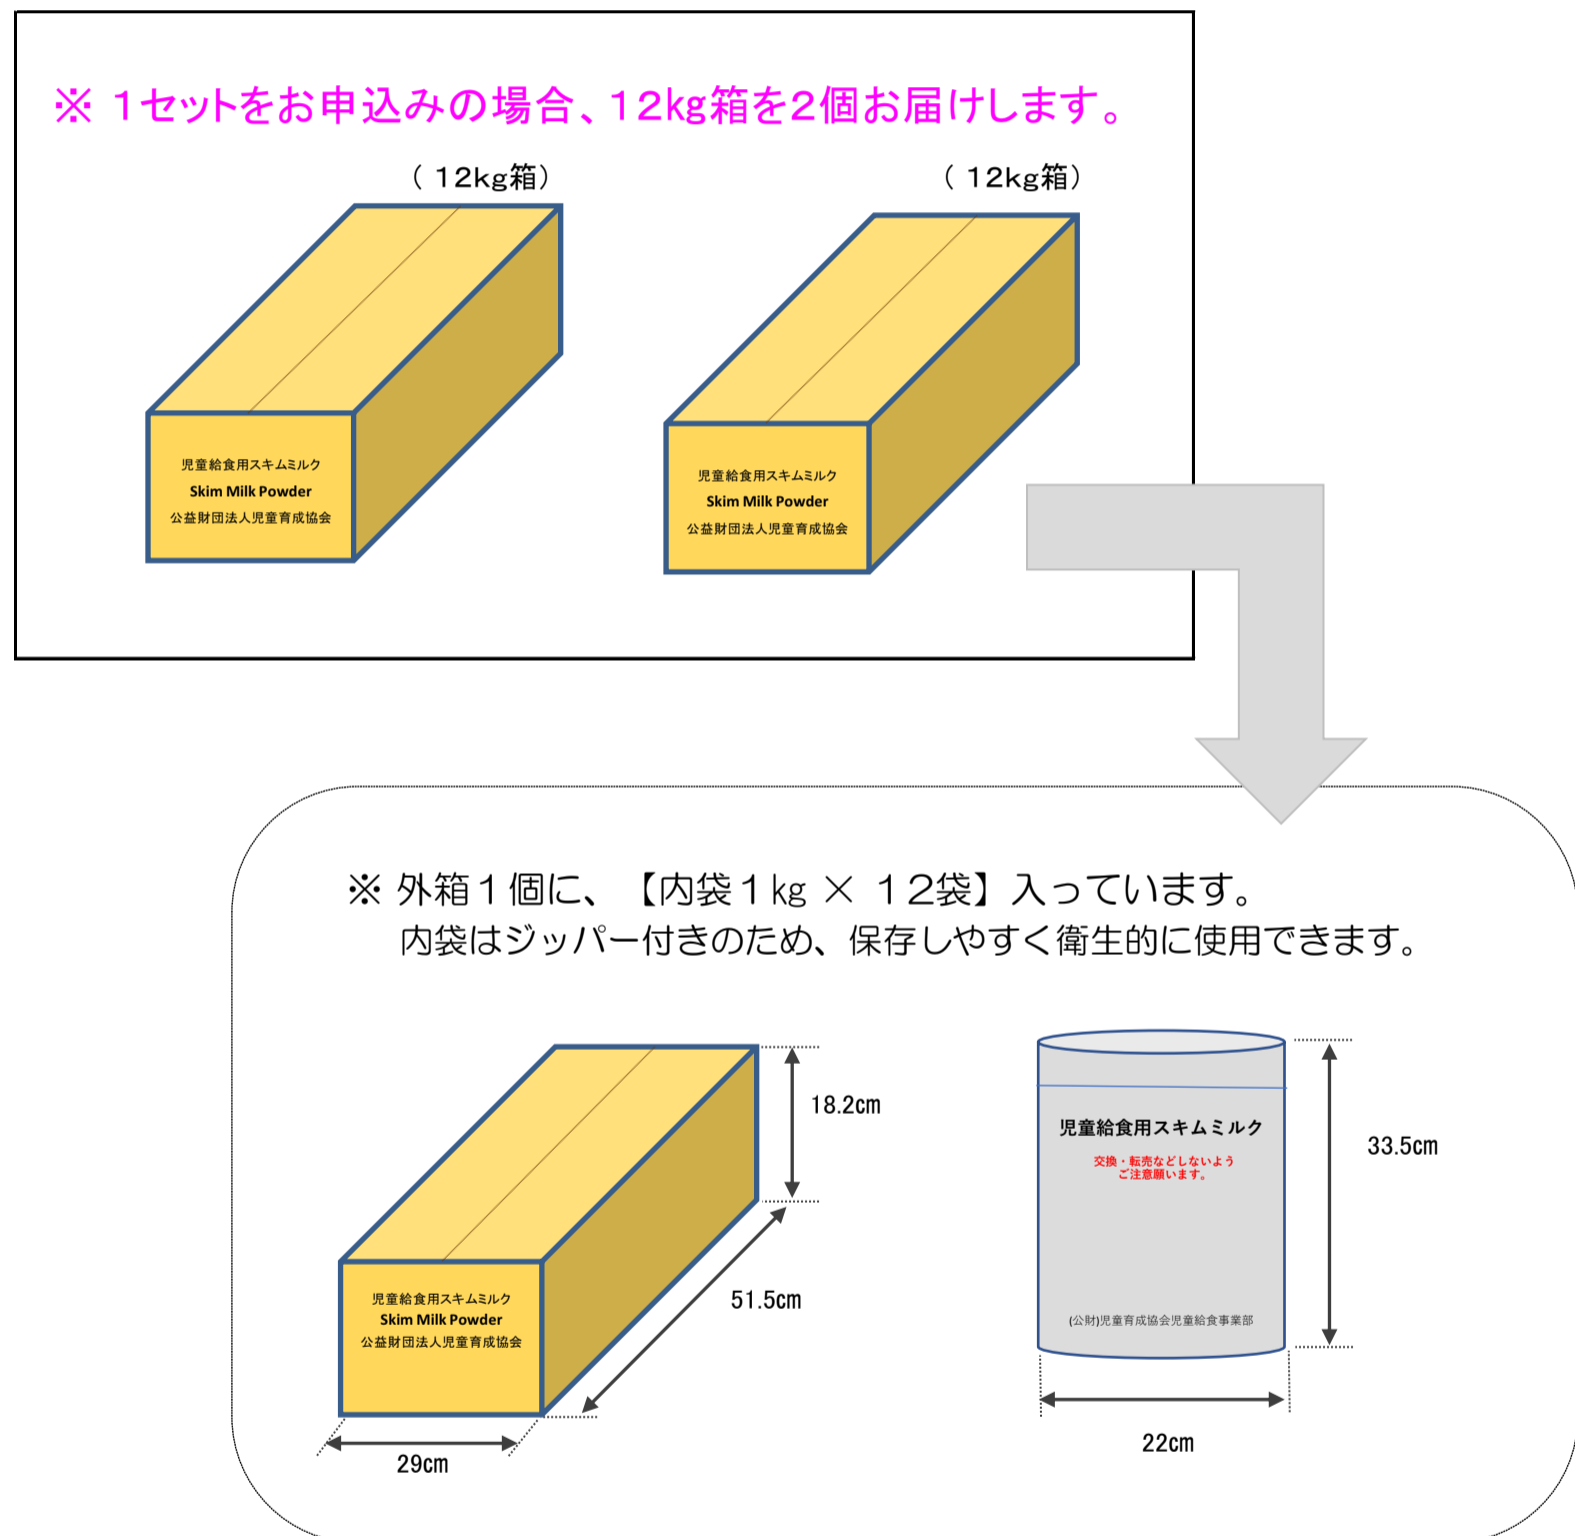 ※ 1セットをお申込みの場合、12kg箱を2個お届けします。
（ 12kg箱）
（ 12kg箱）
児童給食用スキムミルク
Skim Milk Powder
公益財団法人児童育成協会
児童給食用スキムミルク
Skim Milk Powder
公益財団法人児童育成協会
※ 外箱１個に、【内袋１kg × １２袋】入っています。
内袋はジッパー付きのため、保存しやすく衛生的に使用できます。
18.2cm
51.5cm
29cm
児童給食用スキムミルク
Skim Milk Powder
公益財団法人児童育成協会
児童給食用スキムミルク
交換・転売などしないよう
ご注意願います。
(公財)児童育成協会児童給食事業部
33.5cm
22cm